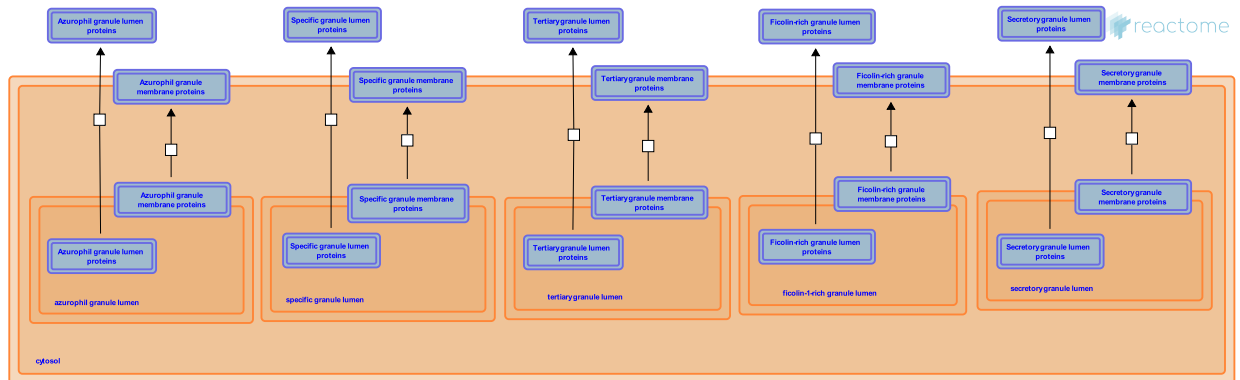 Azurophil granule lumen
proteins
Specific granule lumen
proteins
Tertiary granule lumen
proteins
Ficolin-rich granule lumen
proteins
Secretory granule lumen
proteins
reactome
Azurophil granule
membrane proteins
Specific granule membrane
proteins
Tertiary granule membrane
proteins
Ficolin-rich granule
membrane proteins
Secretory granule
membrane proteins
Azurophil granule
membrane proteins
Specific granule membrane
proteins
Tertiary granule membrane
proteins
Ficolin-rich granule
membrane proteins
Secretory granule
membrane proteins
Azurophil granule lumen
proteins
Specific granule lumen
proteins
Tertiary granule lumen
proteins
Ficolin-rich granule lumen
proteins
Secretory granule lumen
proteins
azurophil granule lumen
specific granule lumen
tertiary granule lumen
ficolin-1-rich granule lumen
secretory granule lumen
cytosol